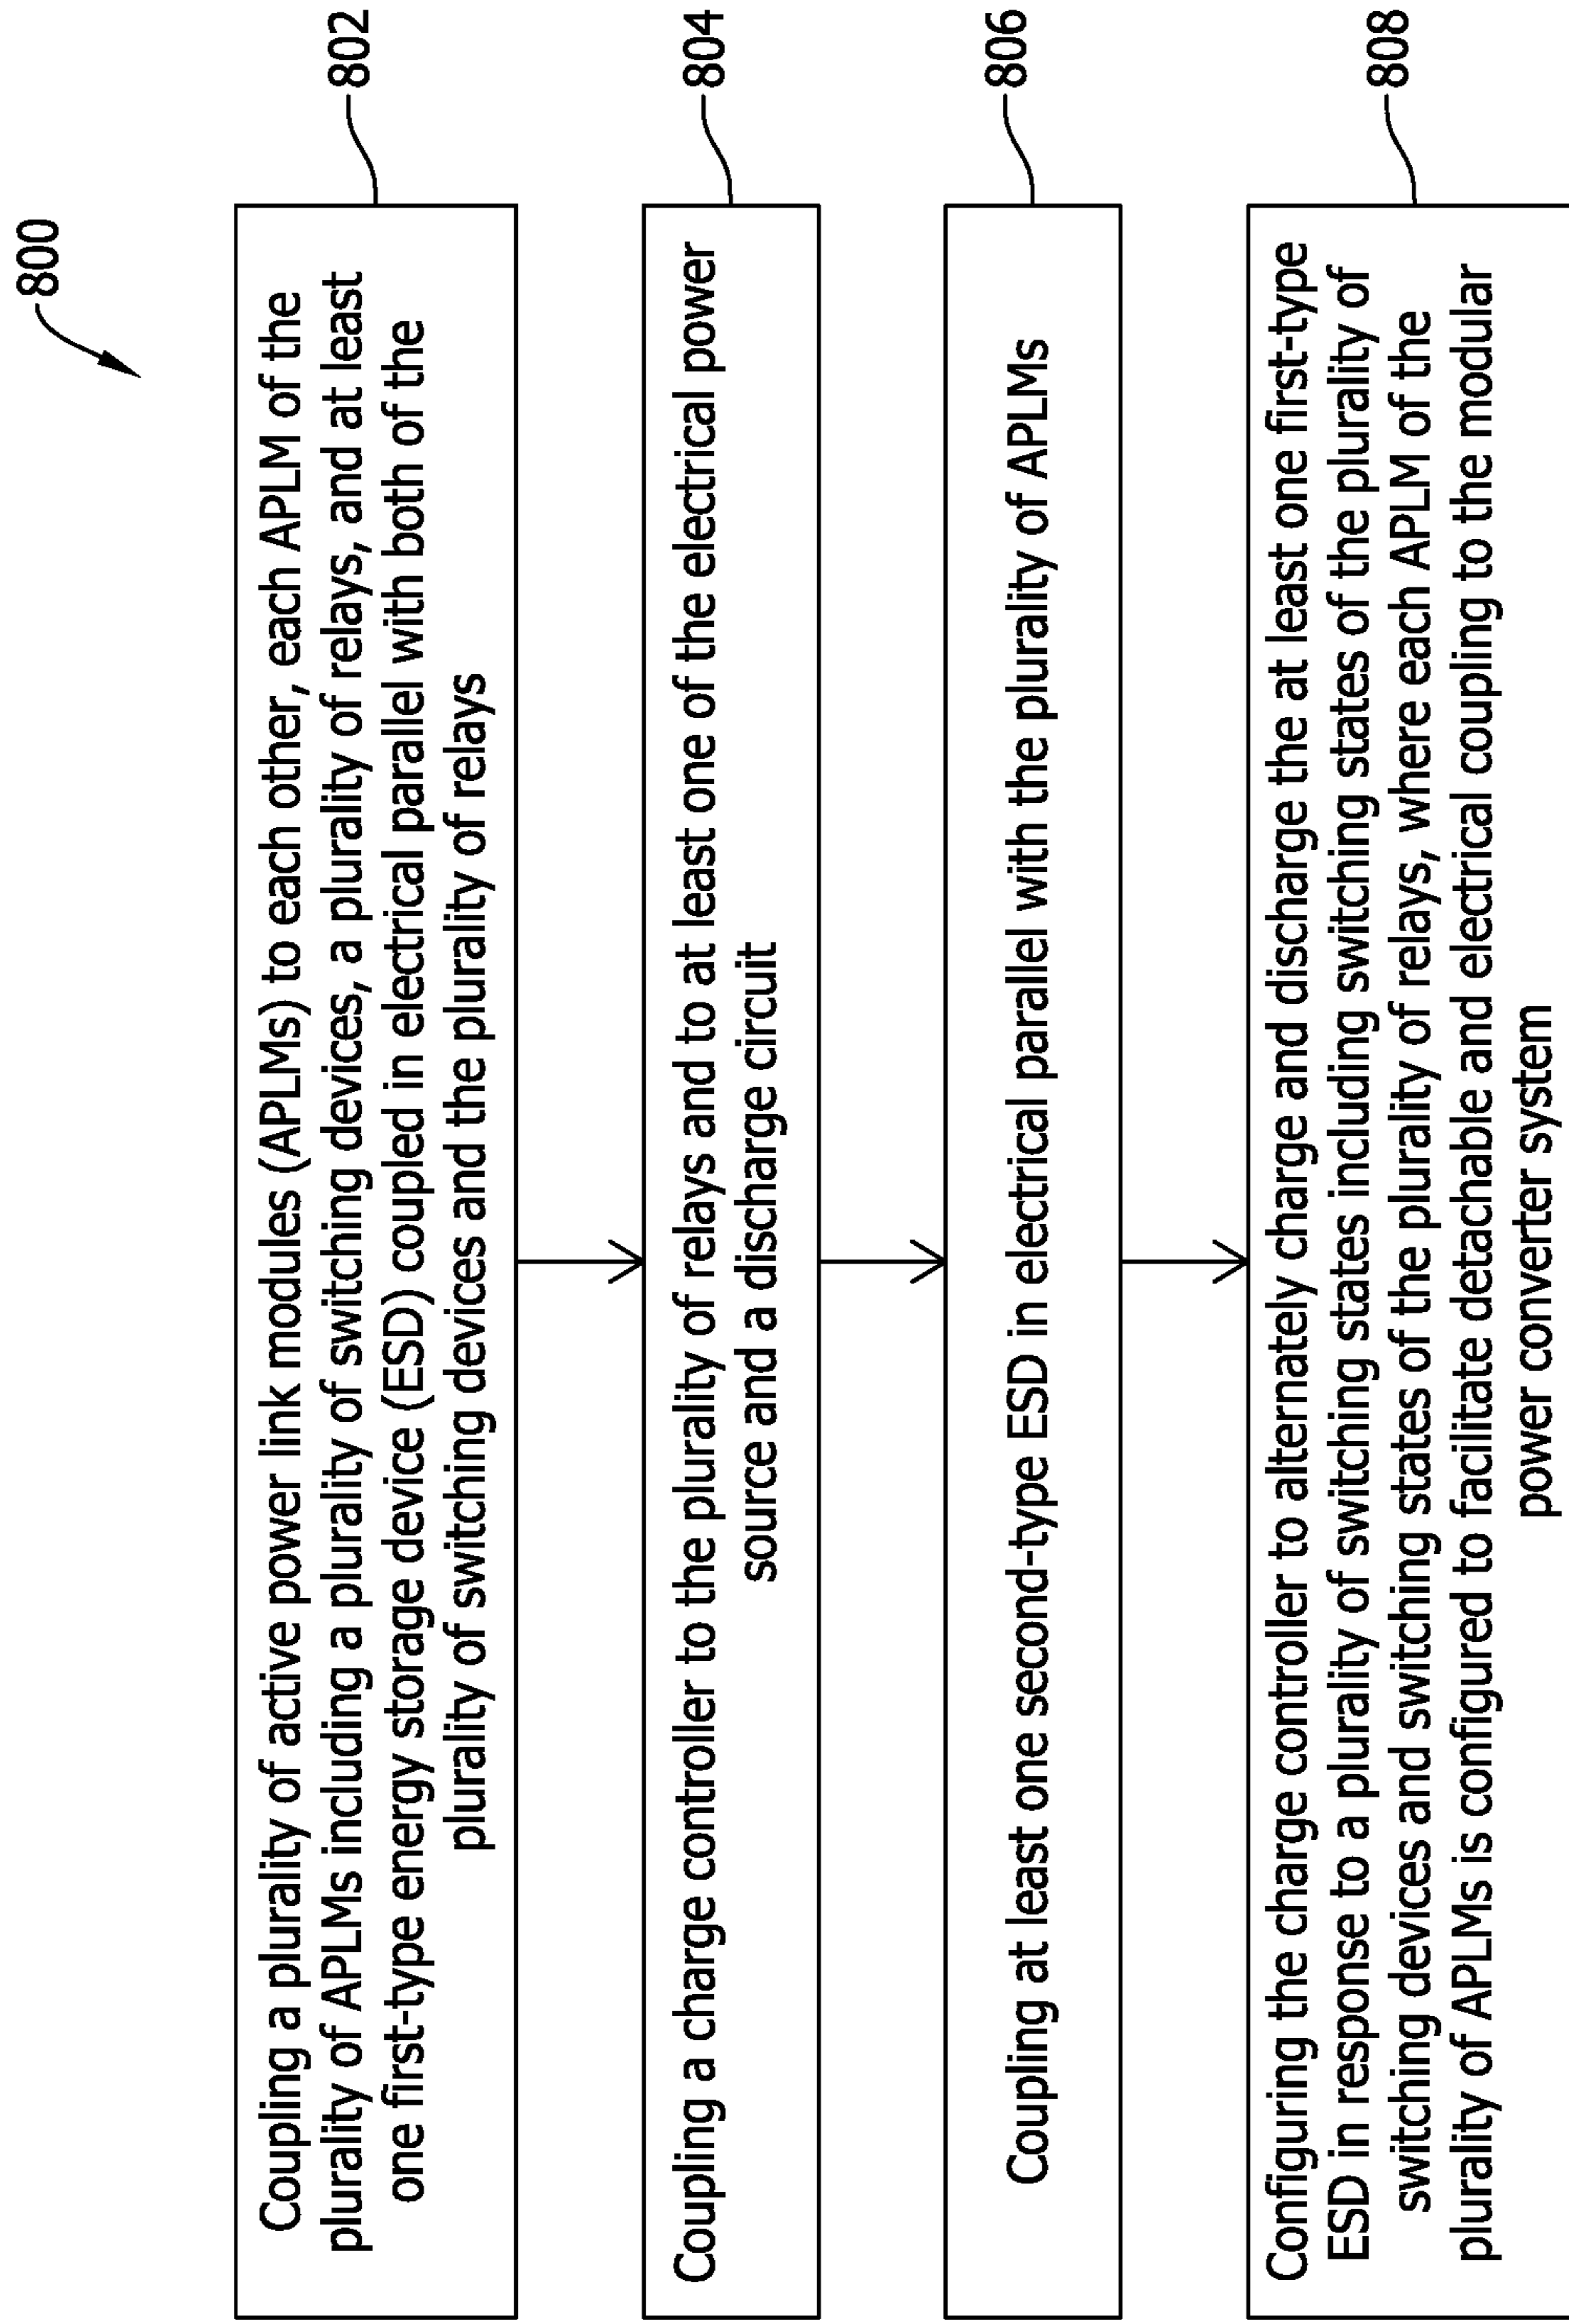 800
Coupling a plurality of active power link modules (APLMs) to each other, each APLM of the
plurality of APLMs including a plurality of switching devices, a plurality of relays, and at least
one first-type energy storage device (ESD) coupled in electrical parallel with both of the
plurality of switching devices and the plurality of relays
802
Coupling a charge controller to the plurality of relays and to at least one of the electrical power
source and a discharge circuit
804
Coupling at least one second-type ESD in electrical parallel with the plurality of APLMs
806
Configuring the charge controller to alternately charge and discharge the at least one first-type
ESD in response to a plurality of switching states including switching states of the plurality of
switching devices and switching states of the plurality of relays, where each APLM of the
plurality of APLMs is configured to facilitate detachable and electrical coupling to the modular
power converter system
808